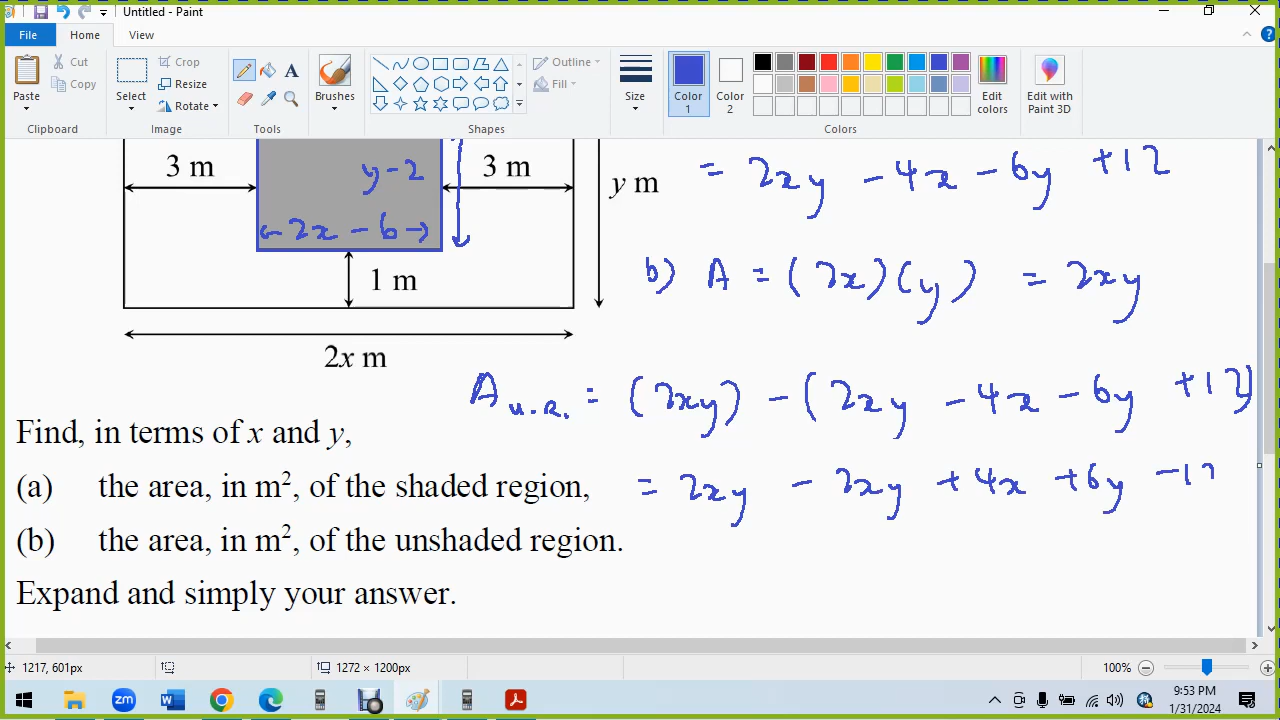 Untitled - Paint
File Home View
Paste Cut Copy
Select Crop Resize Rotate
Brushes
Outline Fill
Size
Color 1 Color 2
Edit colors
Edit with Paint 3D
Clipboard Image Tools Shapes Colors
3 m y - 2 3 m y m
2x - 6
1 m
2x m
= 2xy - 4x - 6y + 12
b) A = (2x)(y) = 2xy
A u.R. = (2xy) - (2xy - 4x - 6y + 12)
= 2xy - 2xy + 4x + 6y - 12
Find, in terms of x and y,
(a) the area, in m², of the shaded region,
(b) the area, in m², of the unshaded region.
Expand and simply your answer.
1217, 601px 1272 × 1200px 100%
zm W
9:53 PM
1/31/2024